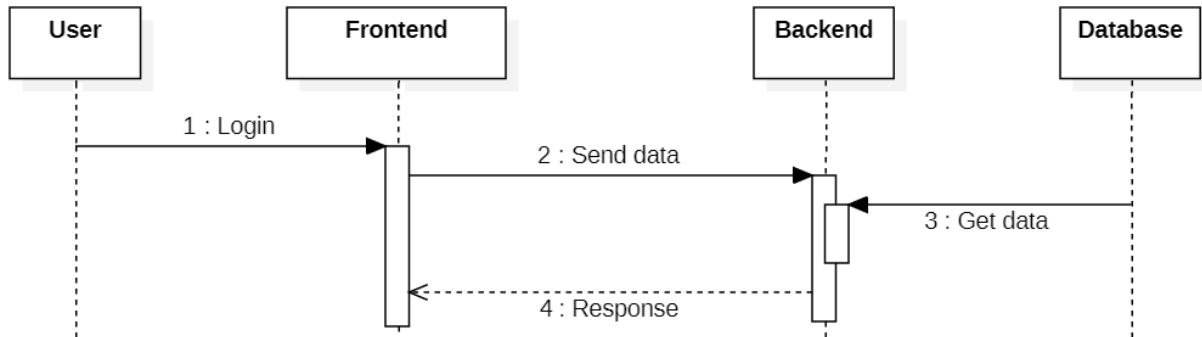 User
Frontend
Backend
Database
1 : Login
2 : Send data
3 : Get data
4 : Response